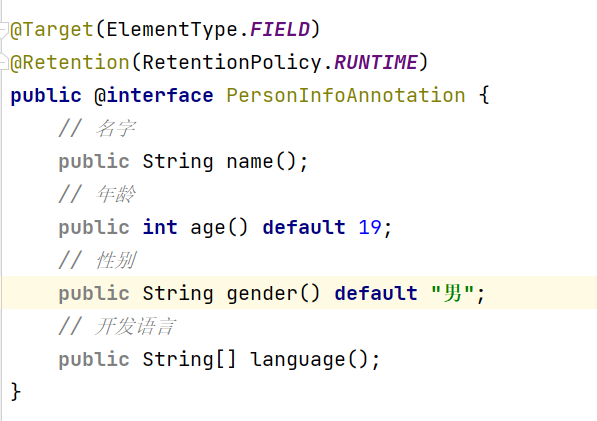 @Target(ElementType.FIELD)
@Retention(RetentionPolicy.RUNTIME)
public @interface PersonInfoAnnotation {
    // 名字
    public String name();
    // 年龄
    public int age() default 19;
    // 性别
    public String gender() default "男";
    // 开发语言
    public String[] language();
}